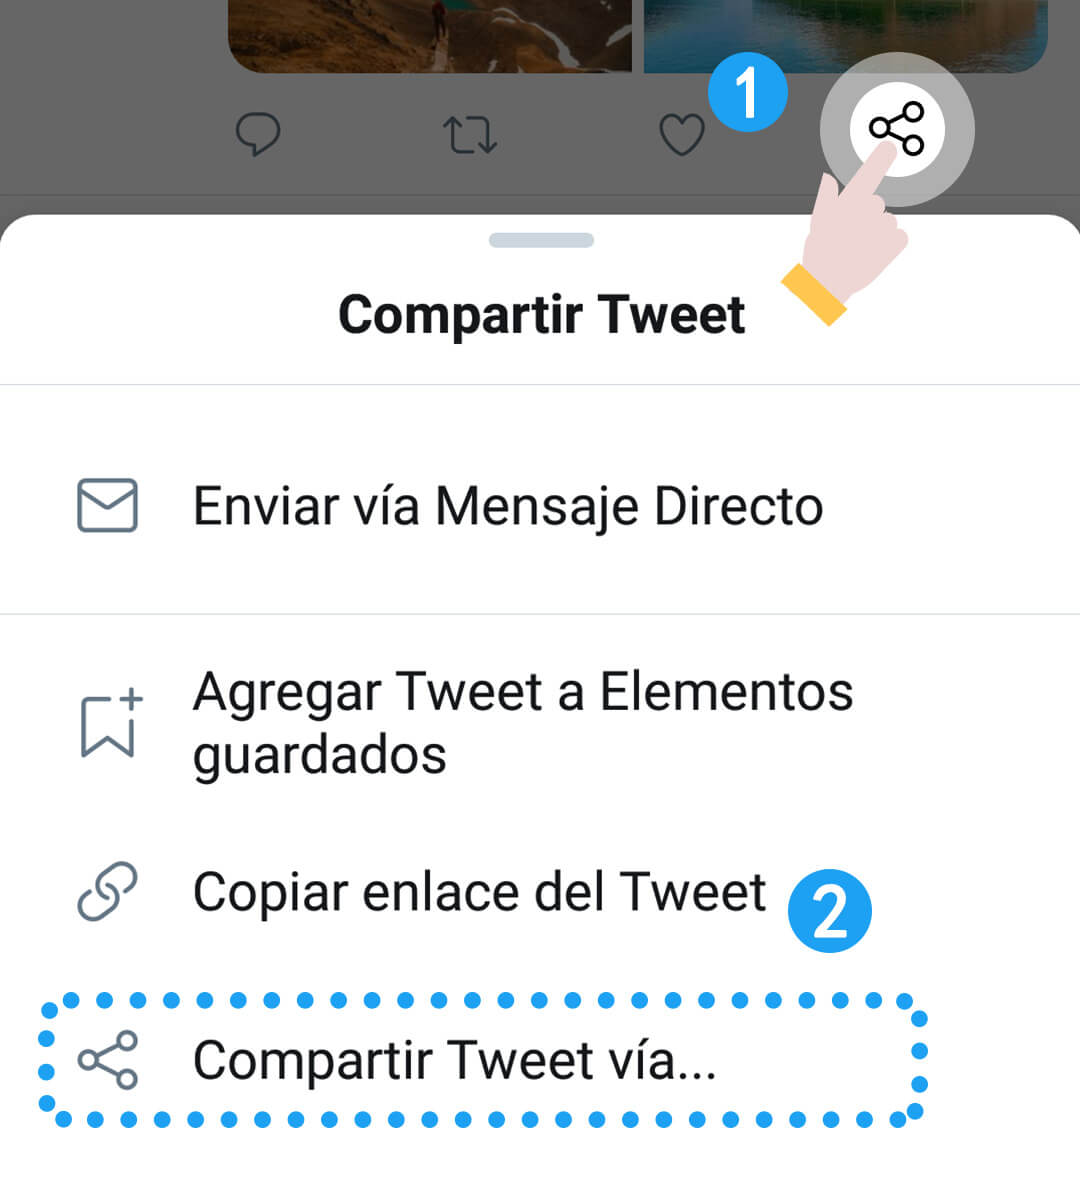 1
Compartir Tweet
Enviar vía Mensaje Directo
Agregar Tweet a Elementos
guardados
Copiar enlace del Tweet
2
Compartir Tweet vía...